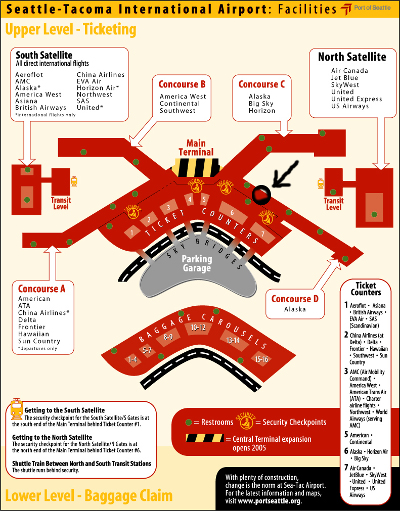 Seattle-Tacoma International Airport: Facilities
Port of Seattle
Upper Level - Ticketing
South Satellite
All direct international flights
Aeroflot
AMC
Alaska*
America West
Asiana
British Airways
China Airlines
EVA Air
Horizon Air*
Northwest
SAS
United*
*International flights only
Concourse B
America West
Continental
Southwest
Concourse C
Alaska
Big Sky
Horizon
North Satellite
Air Canada
Jet Blue
SkyWest
United
United Express
US Airways
Main
Terminal
Transit
Level
Transit
Level
1
2
3
4
5
6
7
TICKET COUNTERS
SKY BRIDGES
Parking
Garage
Concourse A
American
ATA
China Airlines*
Delta
Frontier
Hawaiian
Sun Country
*departures only
Concourse D
Alaska
BAGGAGE CAROUSELS
1-4
5-7
8-9
10-12
13-14
15-16
Ticket
Counters
1 Aeroflot • Asiana
• British Airways •
EVA Air • SAS
(Scandinavian)
2 China Airlines (at
Delta) • Delta •
Frontier • Hawaiian
• Southwest • Sun
Country
3 AMC (Air Mobility
Command) •
America West •
American Trans Air
(ATA) • Charter
Airline flights •
Northwest • World
Airways (serving
AMC)
5 American •
Continental
6 Alaska • Horizon Air
• Big Sky
7 Air Canada •
JetBlue • SkyWest
• United • United
Express • US
Airways
Getting to the South Satellite
The security checkpoint for the South Satellite/S Gates is at
the south end of the Main Terminal behind Ticket Counter #1.
Getting to the North Satellite
The security checkpoint for the North Satellite/S Gates is at
the north end of the Main Terminal behind Ticket Counter #6.
Shuttle Train Between North and South Transit Stations
The shuttle runs behind security.
= Restrooms
= Security Checkpoints
= Central Terminal expansion
opens 2005
With plenty of construction,
change is the norm at Sea-Tac Airport.
For the latest information and maps,
visit www.portseattle.org.
Lower Level - Baggage Claim